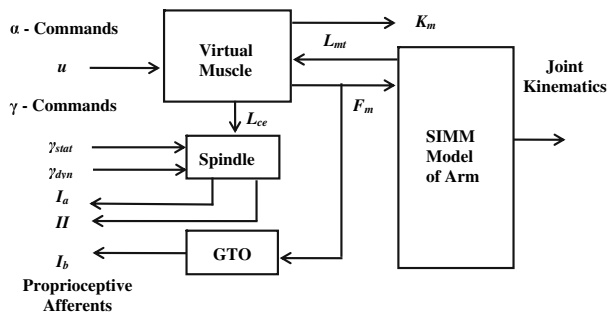 α - Commands
u
γ - Commands
Virtual
Muscle
K_m
L_mt
F_m
L_ce
γ_stat
γ_dyn
Spindle
I_a
II
I_b
GTO
Proprioceptive
Afferents
SIMM
Model
of Arm
Joint
Kinematics